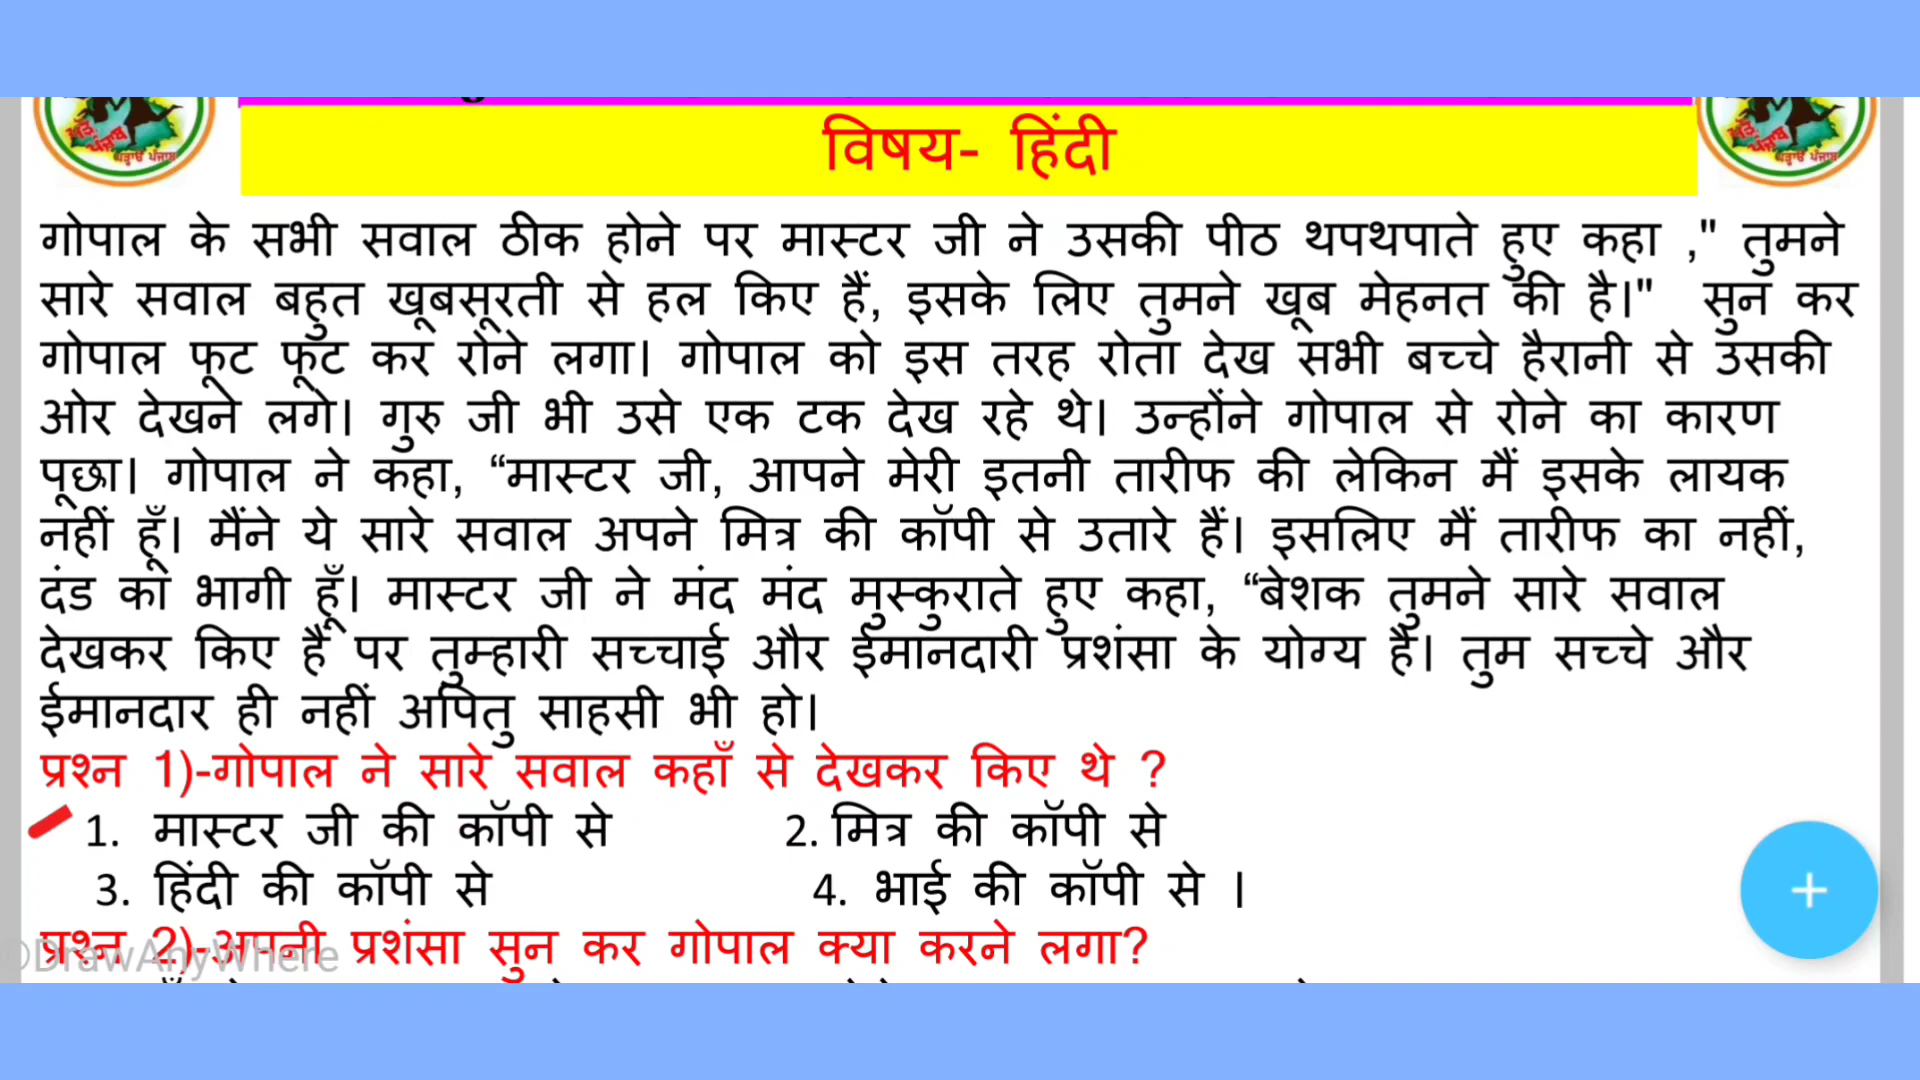 विषय- हिंदी
गोपाल के सभी सवाल ठीक होने पर मास्टर जी ने उसकी पीठ थपथपाते हुए कहा ," तुमने
सारे सवाल बहुत खूबसूरती से हल किए हैं, इसके लिए तुमने खूब मेहनत की है।" सुन कर
गोपाल फूट फूट कर रोने लगा। गोपाल को इस तरह रोता देख सभी बच्चे हैरानी से उसकी
ओर देखने लगे। गुरु जी भी उसे एक टक देख रहे थे। उन्होंने गोपाल से रोने का कारण
पूछा। गोपाल ने कहा, “मास्टर जी, आपने मेरी इतनी तारीफ की लेकिन मैं इसके लायक
नहीं हूँ। मैंने ये सारे सवाल अपने मित्र की कॉपी से उतारे हैं। इसलिए मैं तारीफ का नहीं,
दंड का भागी हूँ। मास्टर जी ने मंद मंद मुस्कुराते हुए कहा, “बेशक तुमने सारे सवाल
देखकर किए हैं पर तुम्हारी सच्चाई और ईमानदारी प्रशंसा के योग्य है। तुम सच्चे और
ईमानदार ही नहीं अपितु साहसी भी हो।
प्रश्न 1)-गोपाल ने सारे सवाल कहाँ से देखकर किए थे ?
1. मास्टर जी की कॉपी से 2. मित्र की कॉपी से
3. हिंदी की कॉपी से 4. भाई की कॉपी से ।
प्रश्न 2)-अपनी प्रशंसा सुन कर गोपाल क्या करने लगा?
©DrawAnyWhere